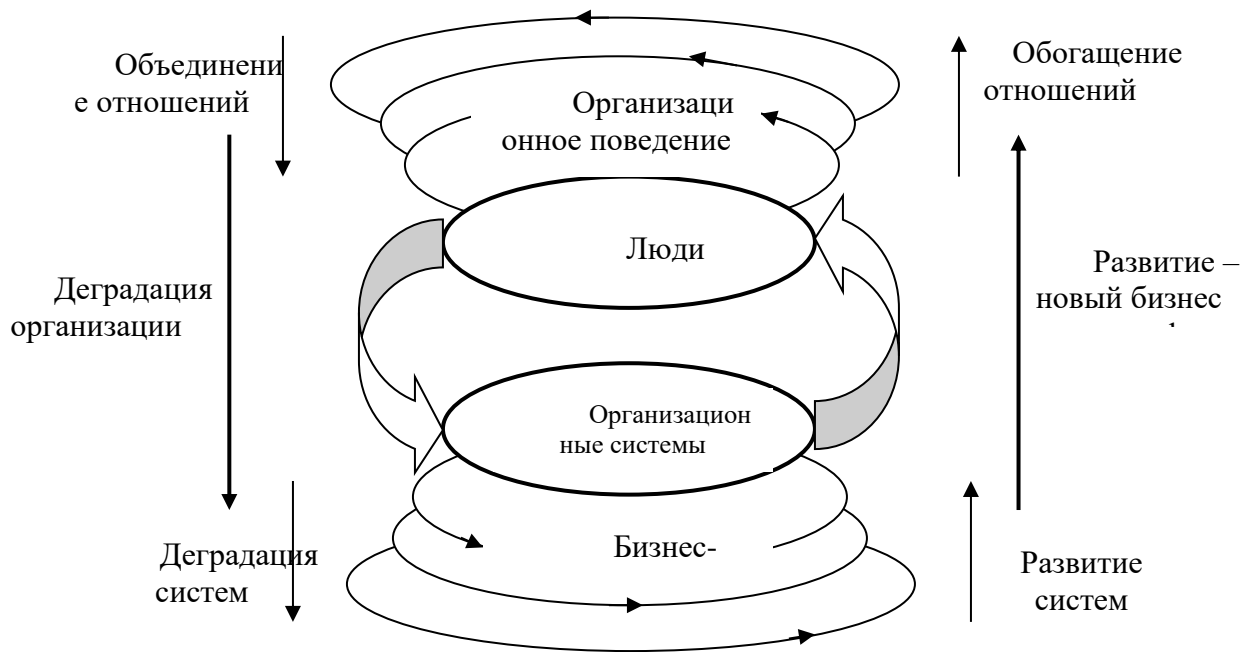 Объединени
е отношений
Обогащение
отношений
Организаци
онное поведение
Люди
Деградация
организации
Развитие –
новый бизнес
Организацион
ные системы
Бизнес-
Деградация
систем
Развитие
систем